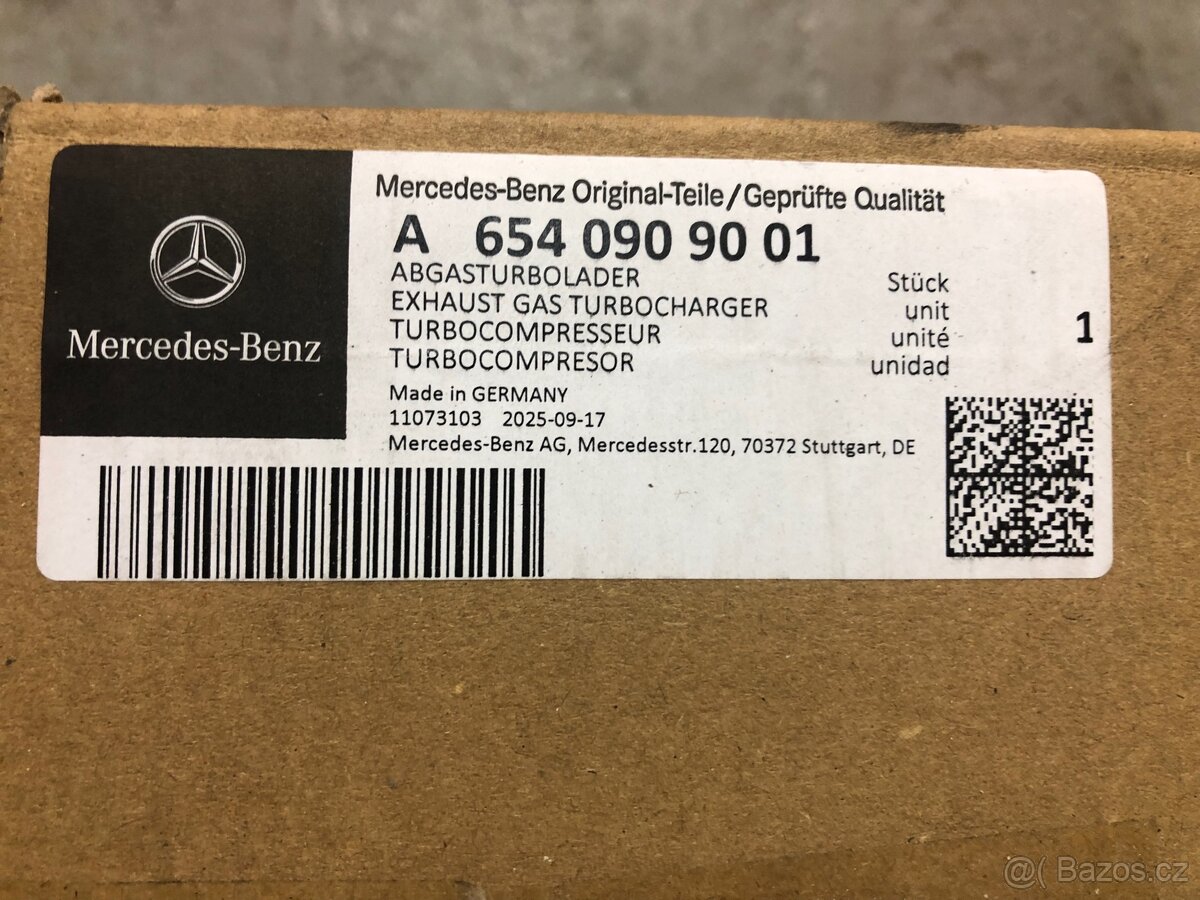 Mercedes-Benz Original-Teile/Geprüfte Qualität
A 654 090 90 01
ABGASTURBOLADER Stück
EXHAUST GAS TURBOCHARGER unit
TURBOCOMPRESSEUR unité 1
TURBOCOMPRESOR unidad
Mercedes-Benz
Made in GERMANY
11073103 2025-09-17
Mercedes-Benz AG, Mercedesstr.120, 70372 Stuttgart, DE
@( Bazos.cz